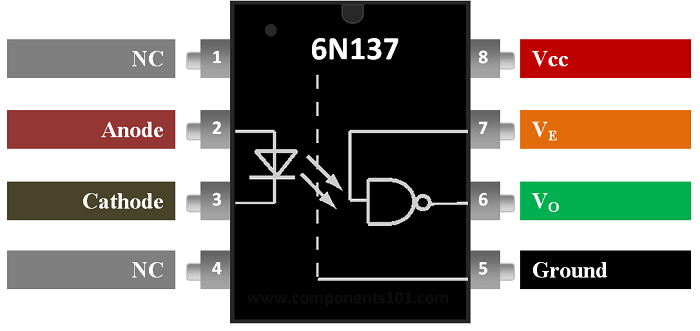 6N137
NC 1 8 Vcc
Anode 2 7 VE
Cathode 3 6 VO
NC 4 5 Ground
www.components101.com